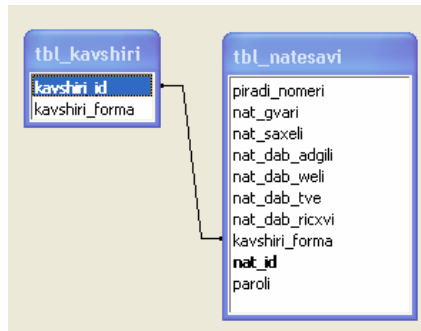 tbl_kavshiri
kavshiri_id
kavshiri_forma
tbl_natesavi
piradi_nomeri
nat_gvari
nat_saxeli
nat_dab_adgili
nat_dab_weli
nat_dab_tve
nat_dab_ricxvi
kavshiri_forma
nat_id
paroli